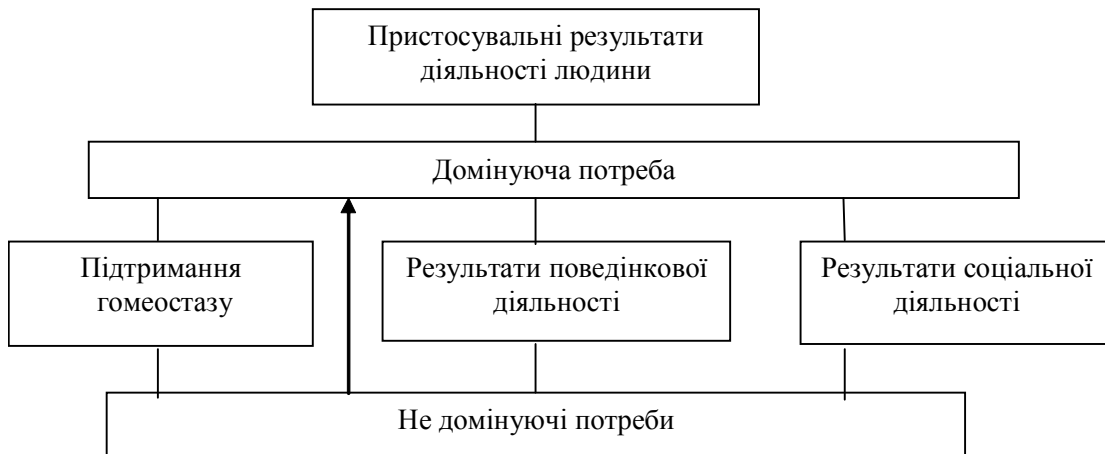 Пристосувальні результати
діяльності людини
Домінуюча потреба
Підтримання
гомеостазу
Результати поведінкової
діяльності
Результати соціальної
діяльності
Не домінуючі потреби